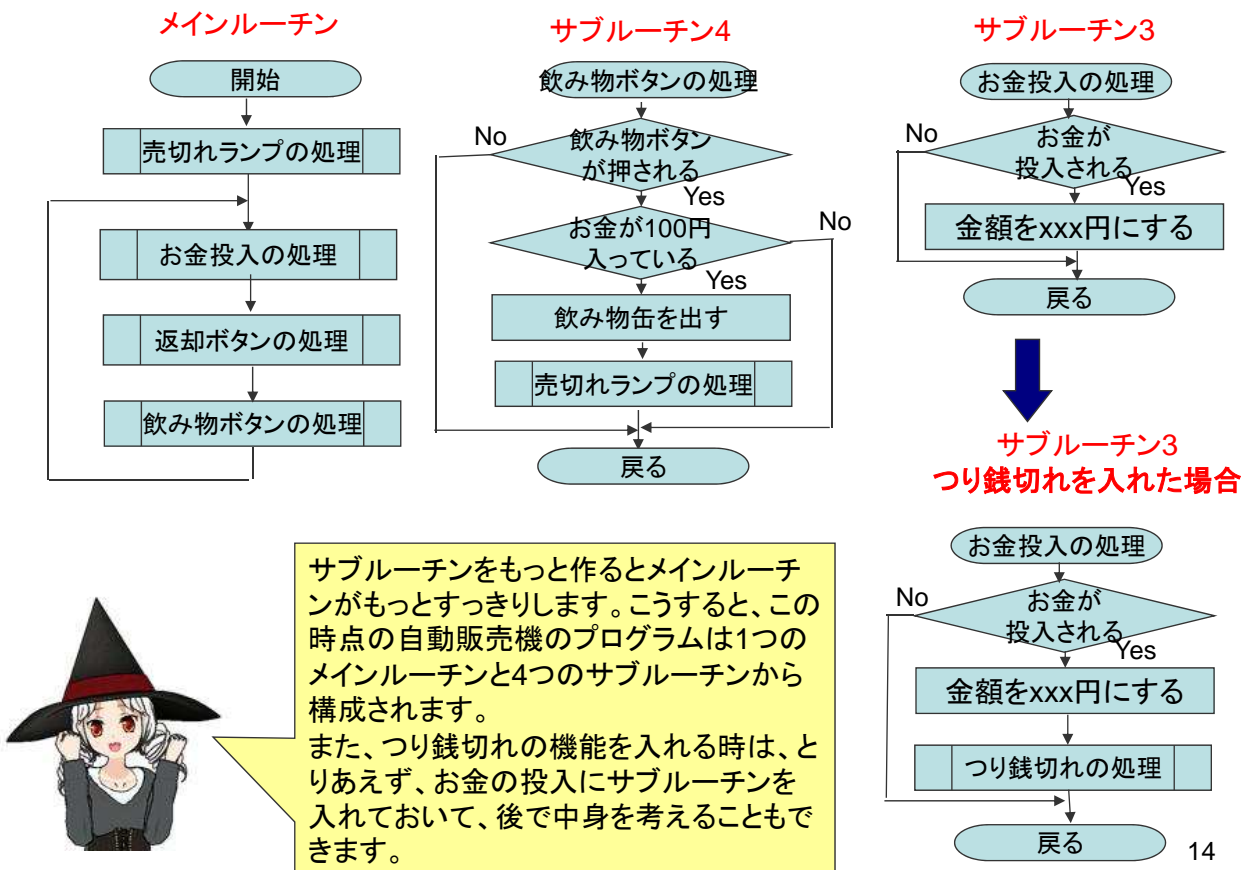 メインルーチン
開始
売切れランプの処理
お金投入の処理
返却ボタンの処理
飲み物ボタンの処理
サブルーチン4
飲み物ボタンの処理
No
飲み物ボタン
が押される
Yes
お金が100円
入っている
No
Yes
飲み物缶を出す
売切れランプの処理
戻る
サブルーチン3
お金投入の処理
No
お金が
投入される
Yes
金額をxxx円にする
戻る
サブルーチン3
つり銭切れを入れた場合
お金投入の処理
No
お金が
投入される
Yes
金額をxxx円にする
つり銭切れの処理
戻る
サブルーチンをもっと作るとメインルーチ
ンがもっとすっきりします。こうすると、この
時点の自動販売機のプログラムは1つの
メインルーチンと4つのサブルーチンから
構成されます。
また、つり銭切れの機能を入れる時は、と
りあえず、お金の投入にサブルーチンを
入れておいて、後で中身を考えることもで
きます。
14